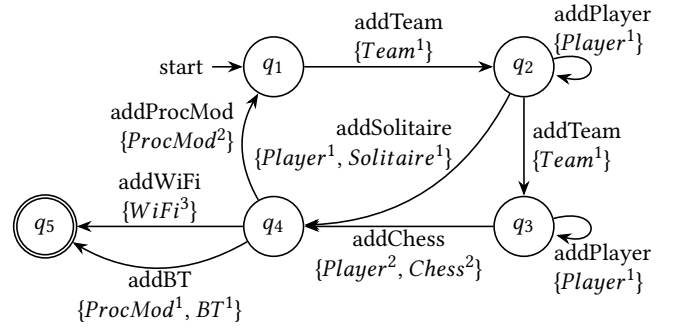 addTeam
{Team¹}
addPlayer
{Player¹}
start
q₁
q₂
addProcMod
{ProcMod²}
addSolitaire
{Player¹, Solitaire¹}
addTeam
{Team¹}
addWiFi
{WiFi³}
q₅
q₄
q₃
addChess
{Player², Chess²}
addPlayer
{Player¹}
addBT
{ProcMod¹, BT¹}